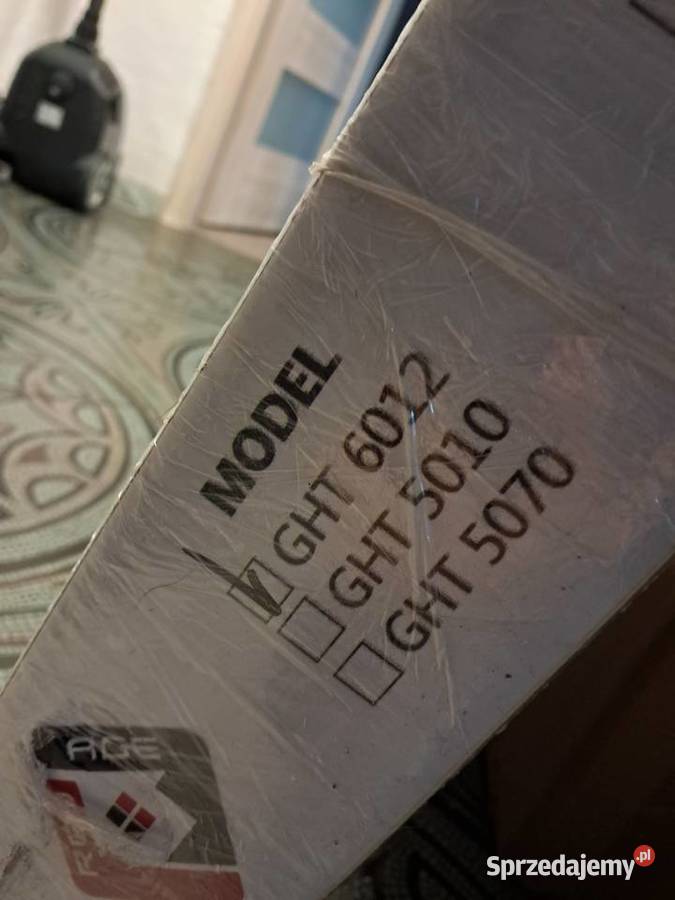 MODEL
GHT 6012
GHT 5010
GHT 5070
AGE
Sprzedajemy.pl